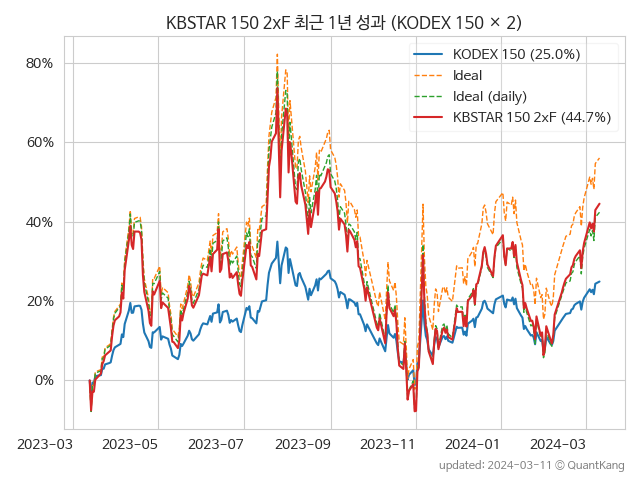 KBSTAR 150 2xF 최근 1년 성과 (KODEX 150 × 2)
KODEX 150 (25.0%)
Ideal
Ideal (daily)
KBSTAR 150 2xF (44.7%)
80%
60%
40%
20%
0%
2023-03 2023-05 2023-07 2023-09 2023-11 2024-01 2024-03
updated: 2024-03-11 © QuantKang